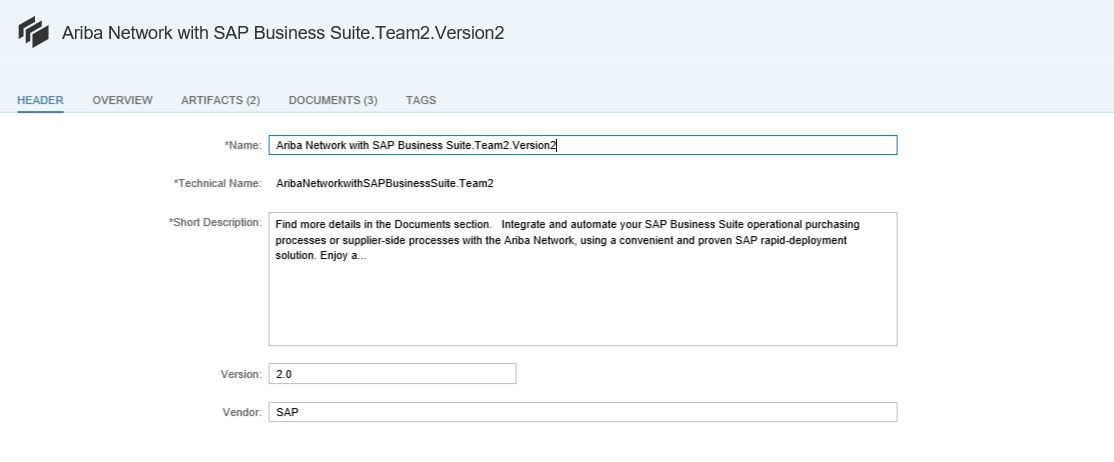 Ariba Network with SAP Business Suite.Team2.Version2
HEADER OVERVIEW ARTIFACTS (2) DOCUMENTS (3) TAGS
*Name: Ariba Network with SAP Business Suite.Team2.Version2
*Technical Name: AribaNetworkwithSAPBusinessSuite.Team2
*Short Description: Find more details in the Documents section. Integrate and automate your SAP Business Suite operational purchasing
processes or supplier-side processes with the Ariba Network, using a convenient and proven SAP rapid-deployment
solution. Enjoy a...
Version: 2.0
Vendor: SAP